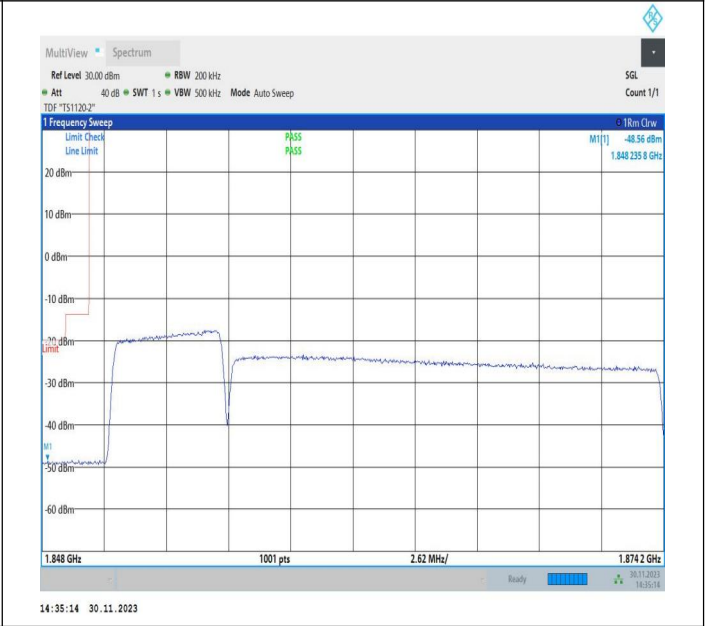 R&S
MultiView Spectrum
Ref Level 30.00 dBm RBW 200 kHz SGL
Att 40 dB SWT 1 s VBW 500 kHz Mode Auto Sweep Count 1/1
TDF "TS1120-2"
1 Frequency Sweep 1Rm Clrw
Limit Check PASS M1[1] -48.56 dBm
Line Limit PASS 1.848 235 8 GHz
20 dBm
10 dBm
0 dBm
-10 dBm
-20 dBm
Limit
-30 dBm
-40 dBm
M1
-50 dBm
-60 dBm
1.848 GHz 1001 pts 2.62 MHz/ 1.874 2 GHz
Ready 30.11.2023
14:35:14
14:35:14 30.11.2023